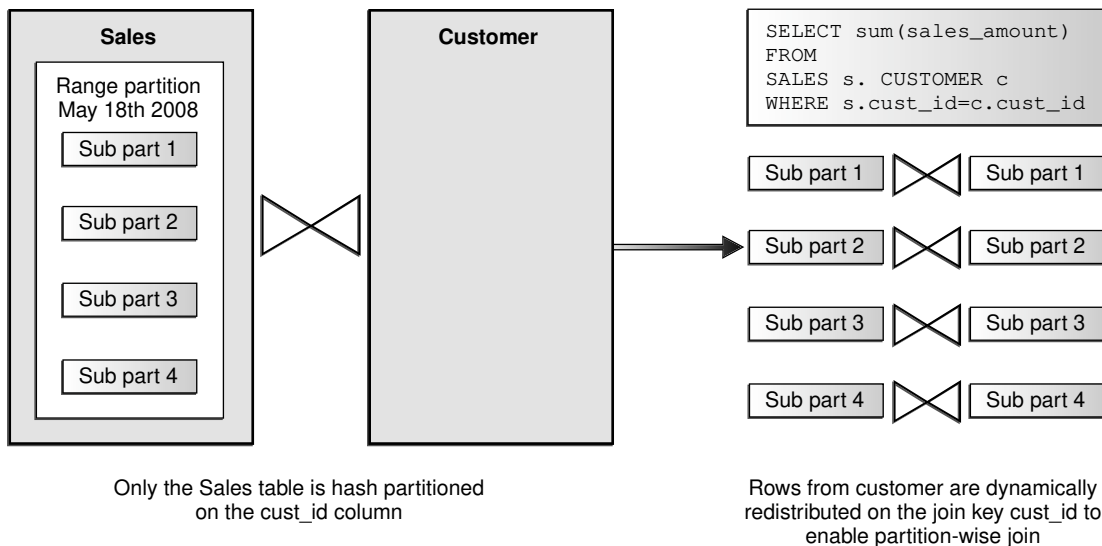 Sales
Range partition
May 18th 2008
Sub part 1
Sub part 2
Sub part 3
Sub part 4
Customer
SELECT sum(sales_amount)
FROM
SALES s. CUSTOMER c
WHERE s.cust_id=c.cust_id
Sub part 1 Sub part 1
Sub part 2 Sub part 2
Sub part 3 Sub part 3
Sub part 4 Sub part 4
Only the Sales table is hash partitioned
on the cust_id column
Rows from customer are dynamically
redistributed on the join key cust_id to
enable partition-wise join